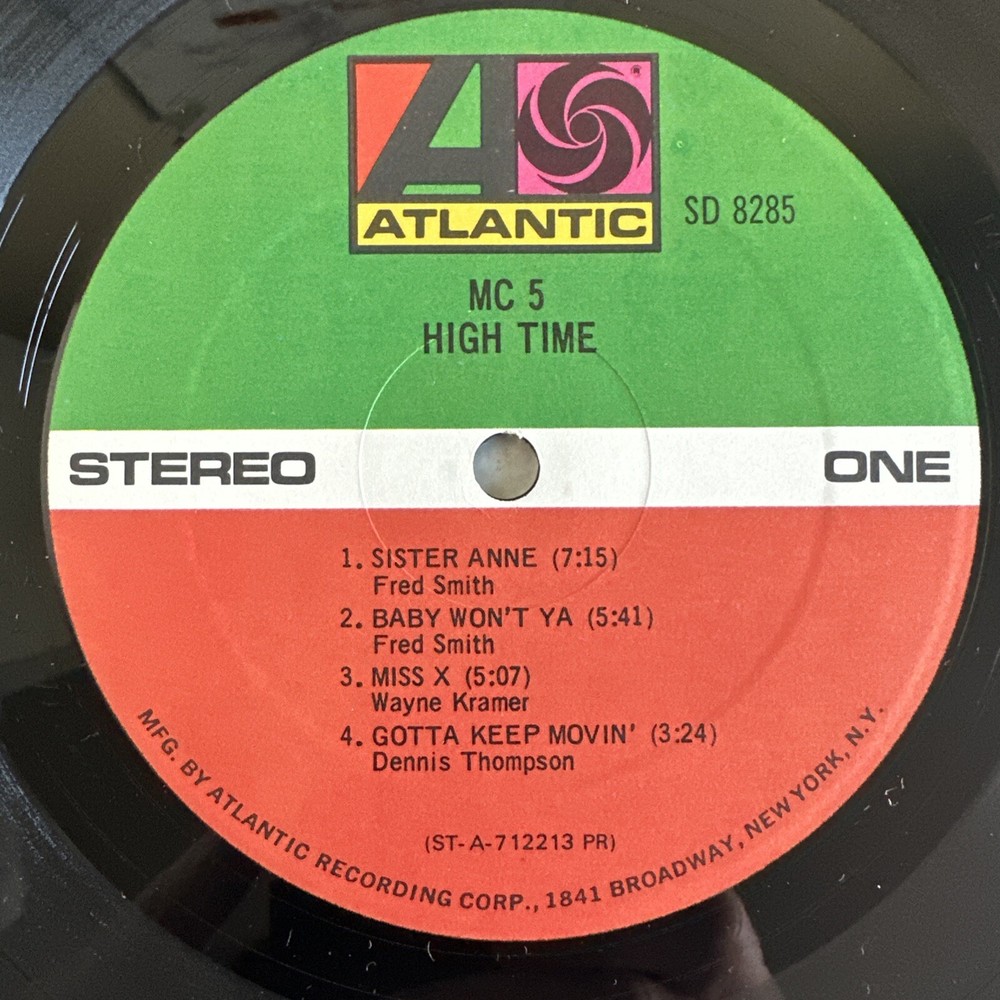 ATLANTIC
®
SD 8285
MC 5
HIGH TIME
STEREO
ONE
1. SISTER ANNE (7:15)
Fred Smith
2. BABY WON'T YA (5:41)
Fred Smith
3. MISS X (5:07)
Wayne Kramer
4. GOTTA KEEP MOVIN' (3:24)
Dennis Thompson
(ST-A-712213 PR)
MFG. BY ATLANTIC RECORDING CORP., 1841 BROADWAY, NEW YORK, N.Y.